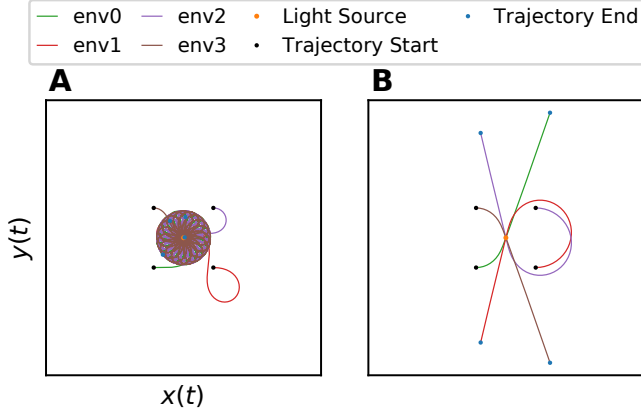 env0 env2 Light Source Trajectory End
env1 env3 Trajectory Start
A B
y(t)
x(t)